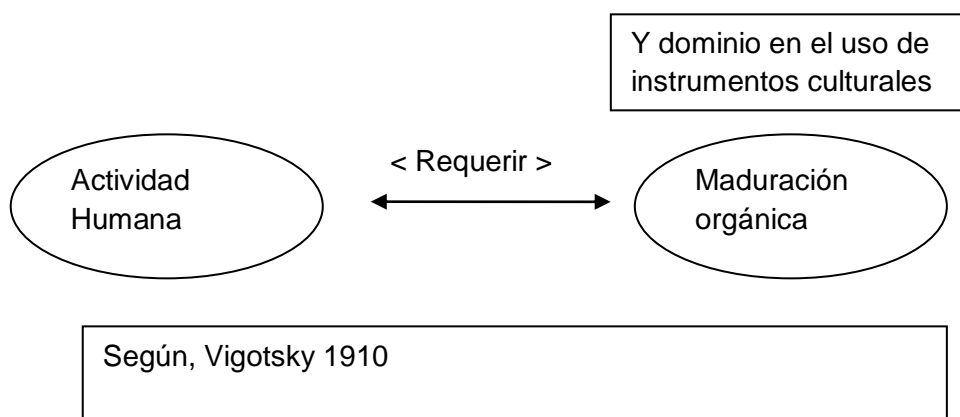 Y dominio en el uso de
instrumentos culturales
Actividad
Humana
< Requerir >
Maduración
orgánica
Según, Vigotsky 1910